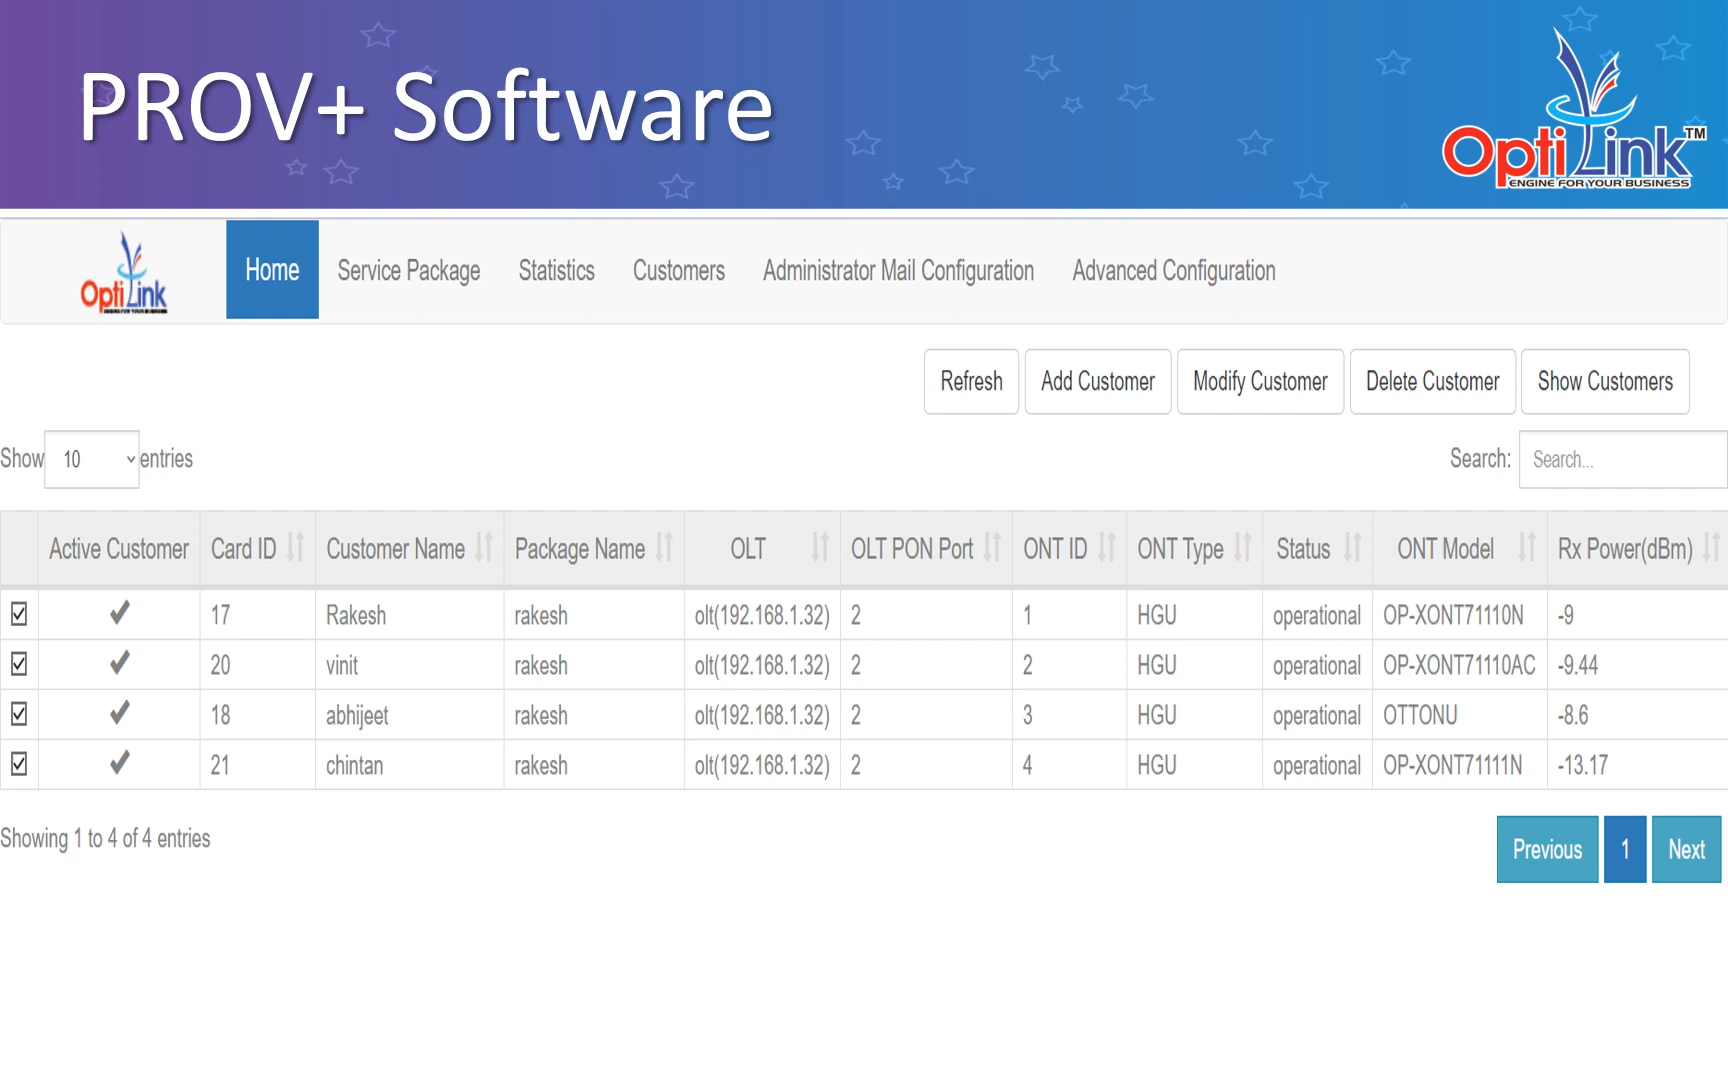 PROV+ Software
OptiLink™
ENGINE FOR YOUR BUSINESS
OptiLink
ENGINE FOR YOUR BUSINESS
Home Service Package Statistics Customers Administrator Mail Configuration Advanced Configuration
Refresh Add Customer Modify Customer Delete Customer Show Customers
Show 10 entries Search: Search...
Active Customer Card ID Customer Name Package Name OLT OLT PON Port ONT ID ONT Type Status ONT Model Rx Power(dBm)
17 Rakesh rakesh olt(192.168.1.32) 2 1 HGU operational OP-XONT71110N -9
20 vinit rakesh olt(192.168.1.32) 2 2 HGU operational OP-XONT71110AC -9.44
18 abhijeet rakesh olt(192.168.1.32) 2 3 HGU operational OTTONU -8.6
21 chintan rakesh olt(192.168.1.32) 2 4 HGU operational OP-XONT71111N -13.17
Showing 1 to 4 of 4 entries
Previous 1 Next